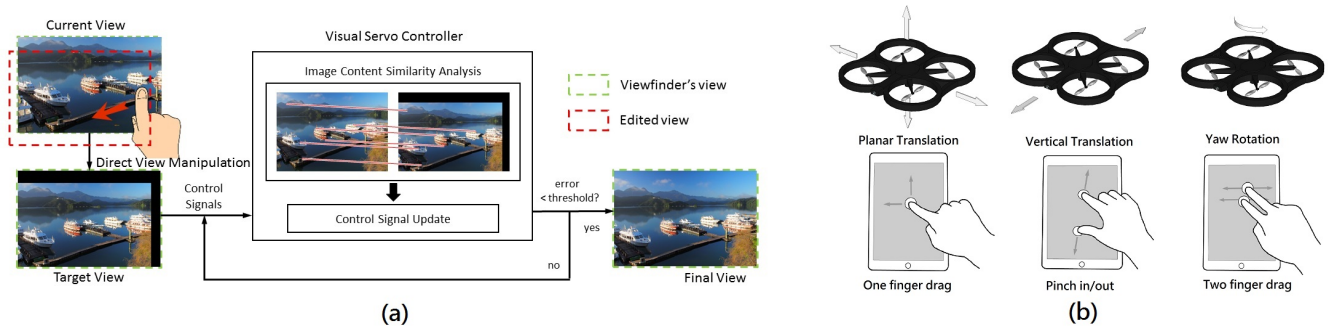 Current View
Visual Servo Controller
Image Content Similarity Analysis
Viewfinder's view
Edited view
Direct View Manipulation
Control
Signals
Control Signal Update
error
< threshold?
yes
no
Target View
Final View
(a)
Planar Translation
Vertical Translation
Yaw Rotation
One finger drag
Pinch in/out
Two finger drag
(b)